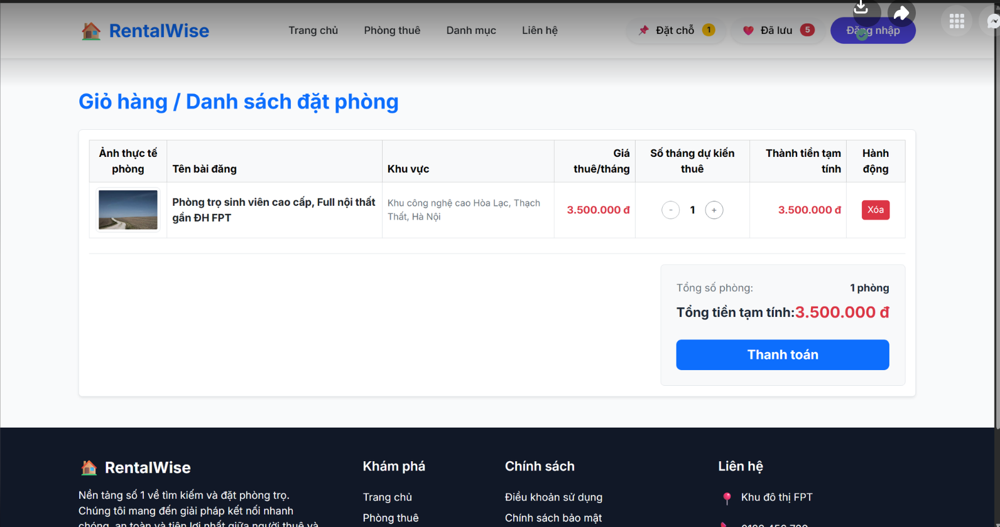 RentalWise
Trang chủ
Phòng thuê
Danh mục
Liên hệ
Đặt chỗ 1
Đã lưu 5
Đăng nhập
Giỏ hàng / Danh sách đặt phòng
Ảnh thực tế
phòng
Tên bài đăng
Khu vực
Giá
thuê/tháng
Số tháng dự kiến
thuê
Thành tiền tạm
tính
Hành
động
Phòng trọ sinh viên cao cấp, Full nội thất
gần ĐH FPT
Khu công nghệ cao Hòa Lạc, Thạch
Thất, Hà Nội
3.500.000 đ
- 1 +
3.500.000 đ
Xóa
Tổng số phòng: 1 phòng
Tổng tiền tạm tính:3.500.000 đ
Thanh toán
RentalWise
Nền tảng số 1 về tìm kiếm và đặt phòng trọ.
Chúng tôi mang đến giải pháp kết nối nhanh
chóng, an toàn và tiện lợi nhất giữa người thuê và
Khám phá
Trang chủ
Phòng thuê
Chính sách
Điều khoản sử dụng
Chính sách bảo mật
Liên hệ
Khu đô thị FPT